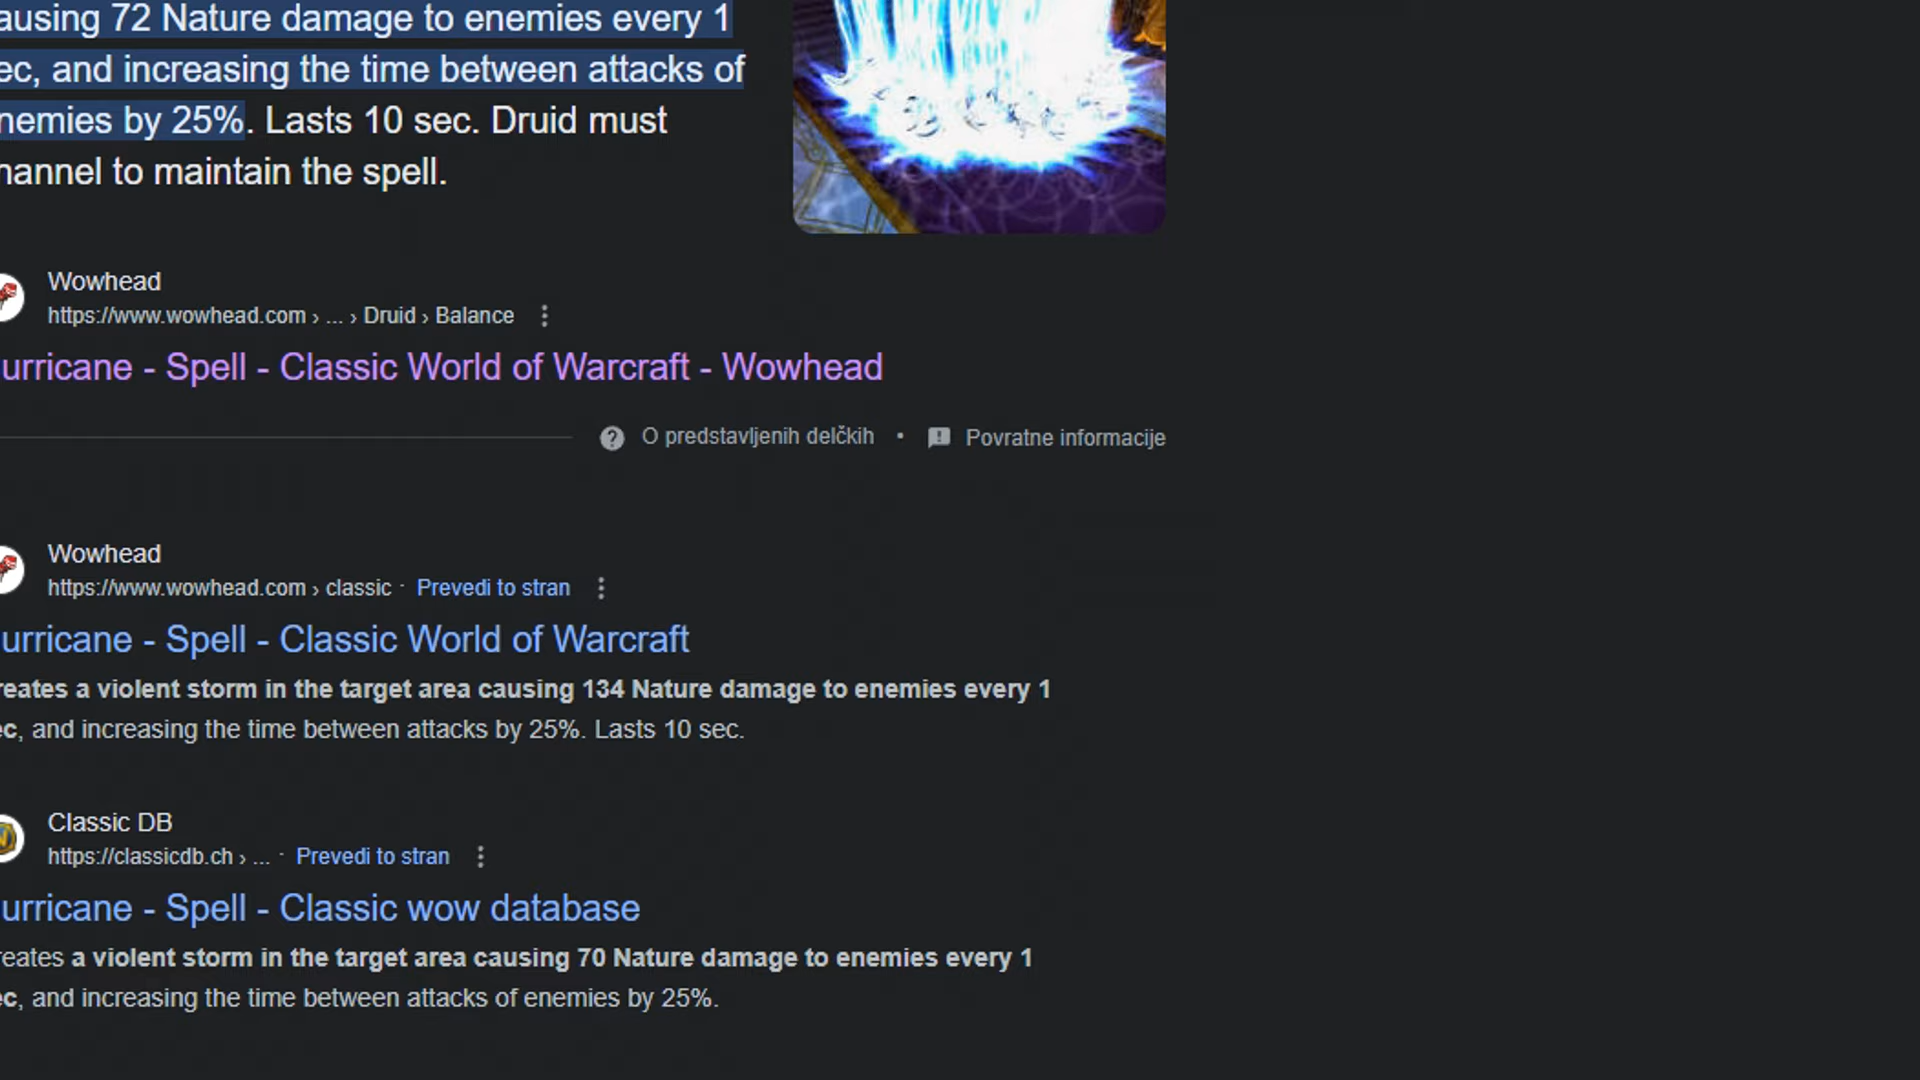 ausing 72 Nature damage to enemies every 1
ec, and increasing the time between attacks of
nemies by 25%. Lasts 10 sec. Druid must
hannel to maintain the spell.
Wowhead
https://www.wowhead.com › ... › Druid › Balance
urricane - Spell - Classic World of Warcraft - Wowhead
O predstavljenih delčkih • Povratne informacije
Wowhead
https://www.wowhead.com › classic · Prevedi to stran
urricane - Spell - Classic World of Warcraft
reates a violent storm in the target area causing 134 Nature damage to enemies every 1
ec, and increasing the time between attacks by 25%. Lasts 10 sec.
Classic DB
https://classicdb.ch › ... · Prevedi to stran
urricane - Spell - Classic wow database
reates a violent storm in the target area causing 70 Nature damage to enemies every 1
ec, and increasing the time between attacks of enemies by 25%.